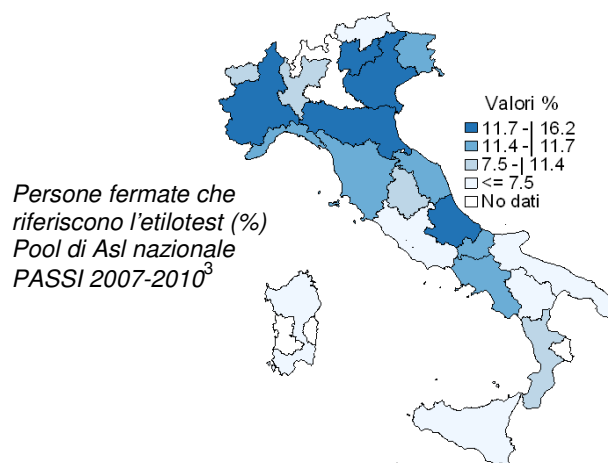 Valori %
11.7 -| 16.2
11.4 -| 11.7
7.5 -| 11.4
<= 7.5
No dati
Persone fermate che
riferiscono l'etilotest (%)
Pool di Asl nazionale
PASSI 2007-2010³